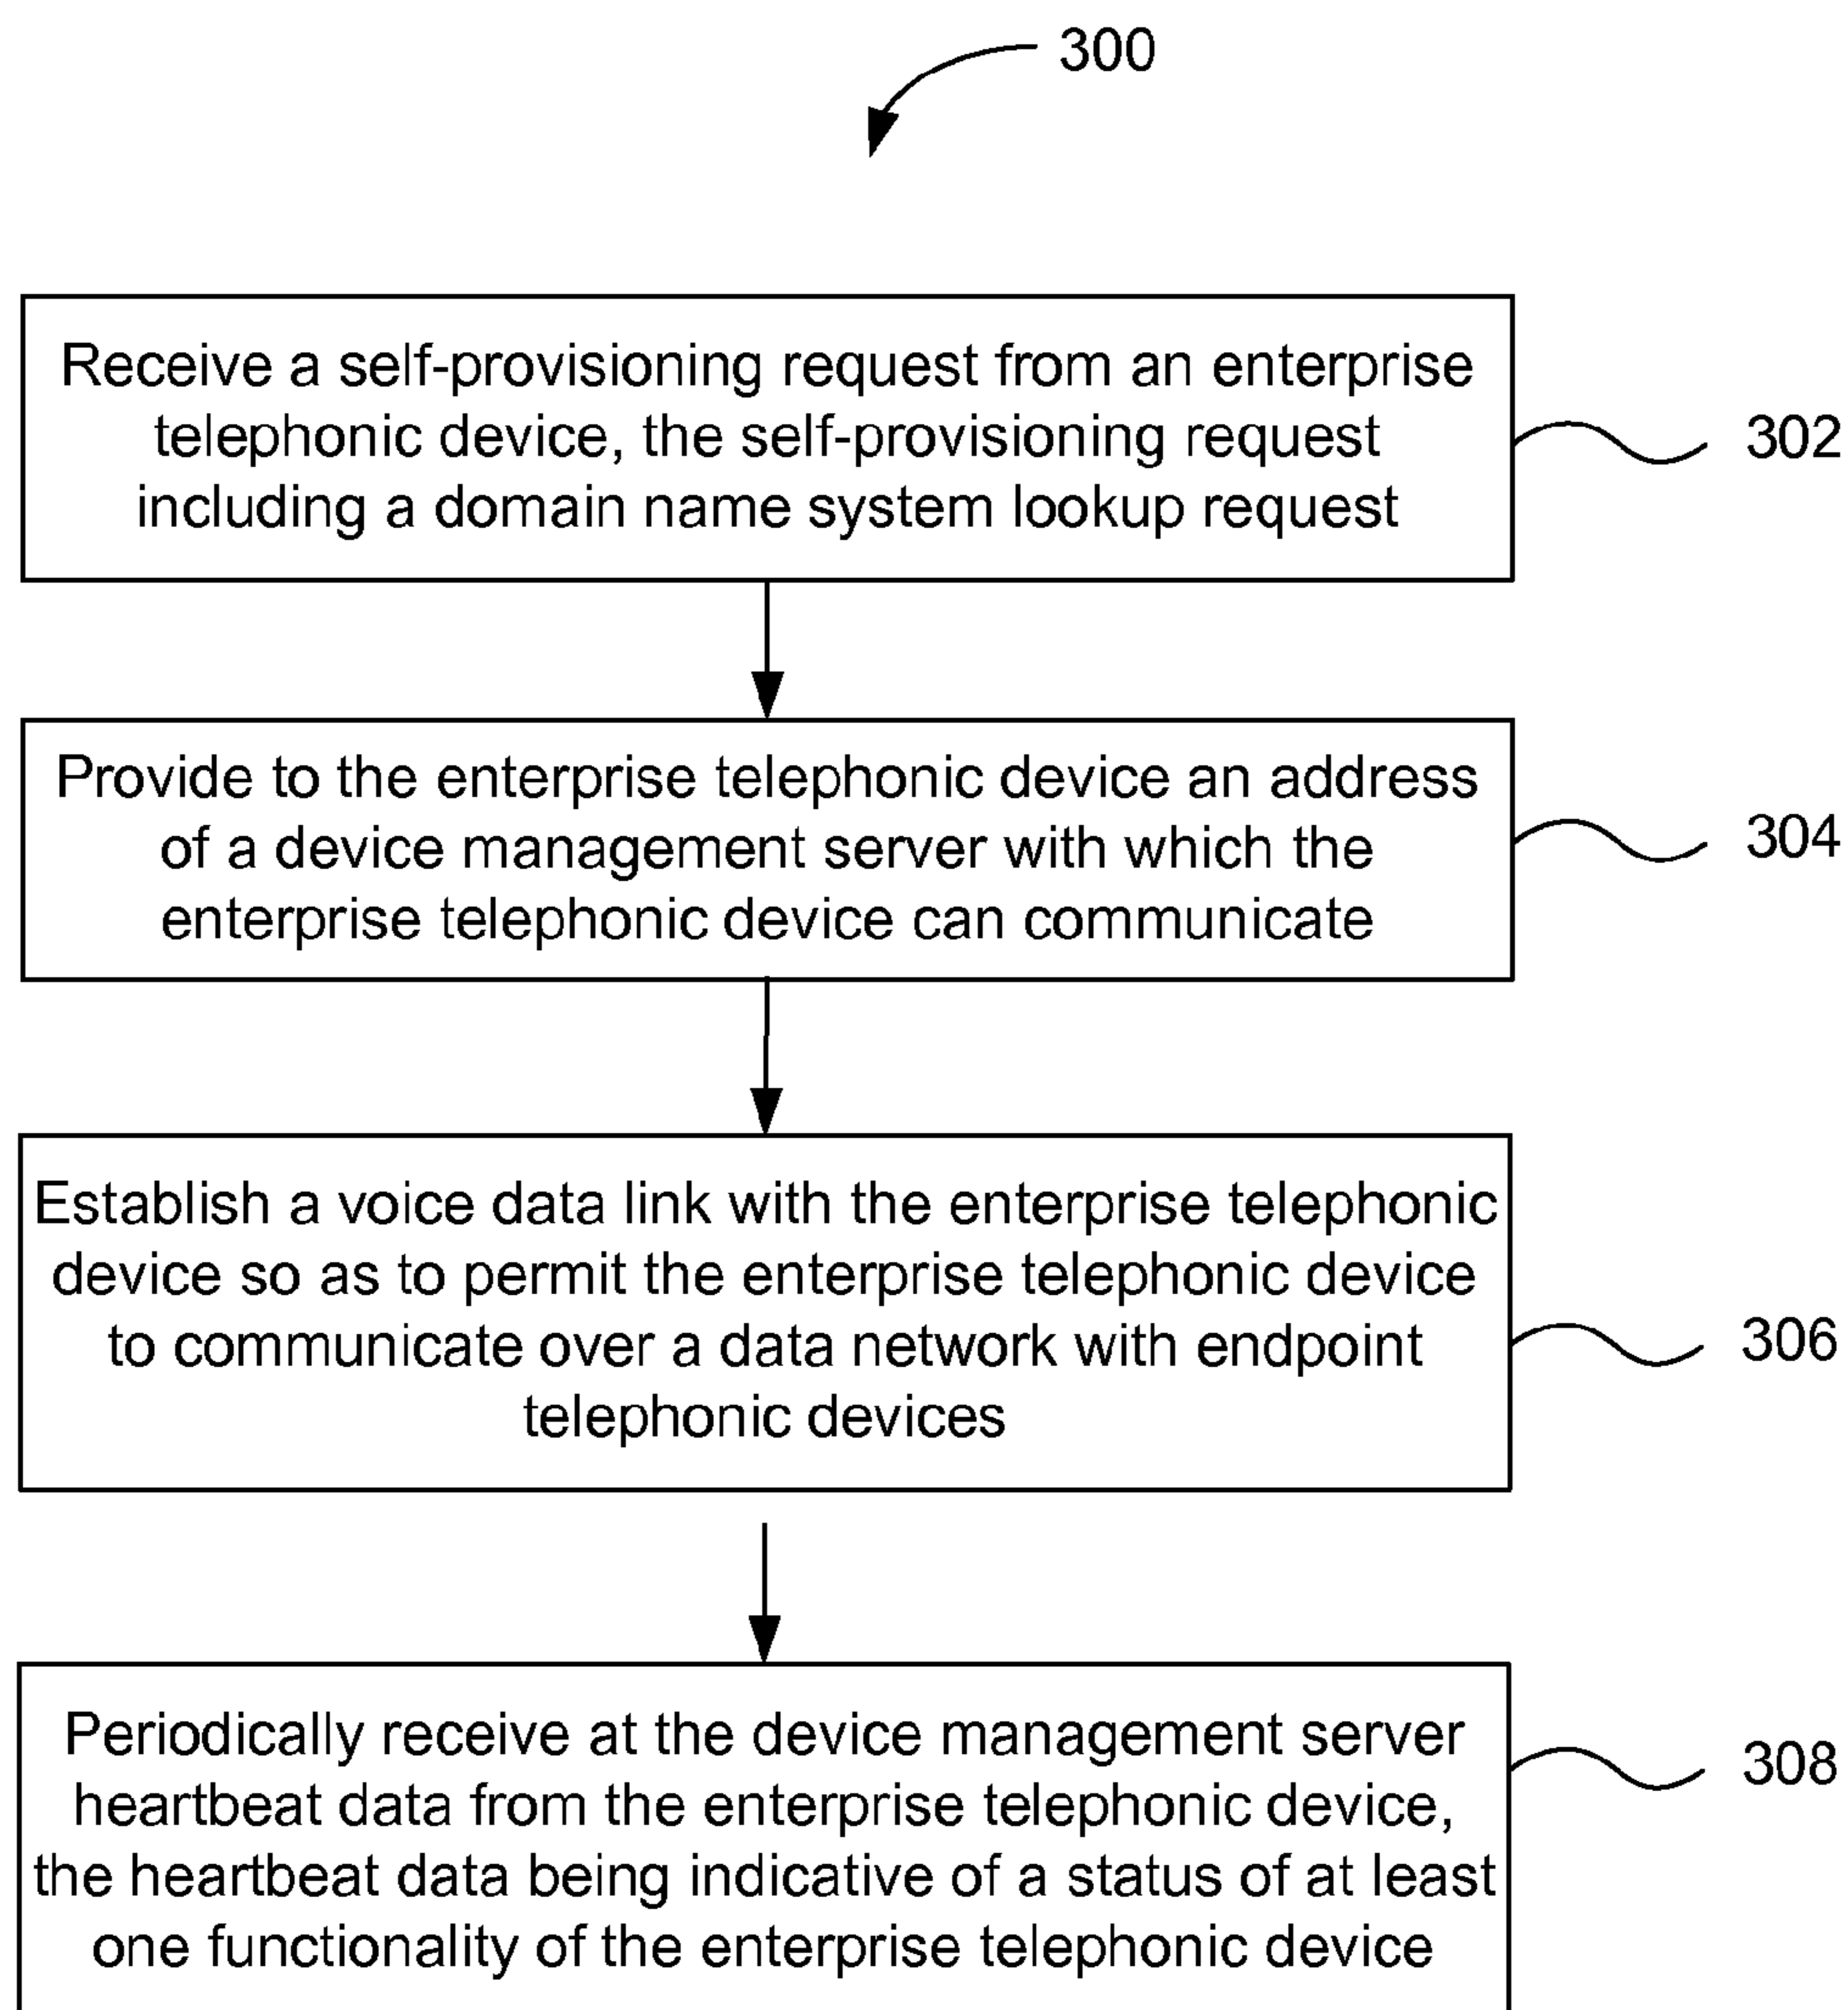 300
Receive a self-provisioning request from an enterprise
telephonic device, the self-provisioning request
including a domain name system lookup request
302
Provide to the enterprise telephonic device an address
of a device management server with which the
enterprise telephonic device can communicate
304
Establish a voice data link with the enterprise telephonic
device so as to permit the enterprise telephonic device
to communicate over a data network with endpoint
telephonic devices
306
Periodically receive at the device management server
heartbeat data from the enterprise telephonic device,
the heartbeat data being indicative of a status of at least
one functionality of the enterprise telephonic device
308